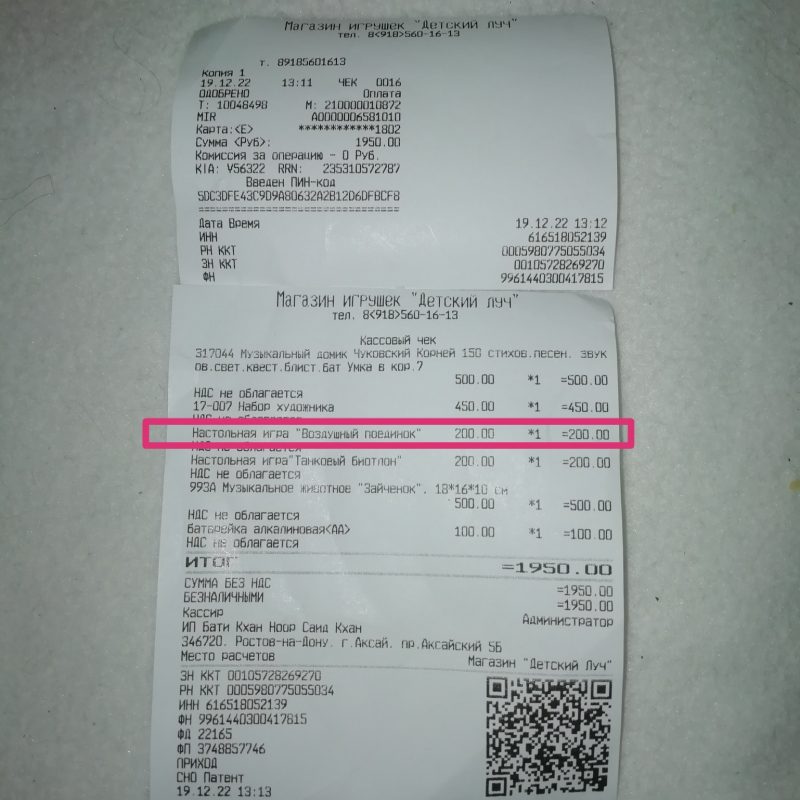 Магазин игрушек "Детский луч"
тел. 8<918>560-16-13
т. 89185601613
Копия 1
19.12.22 13:11 ЧЕК 0016
ОДОБРЕНО Оплата
Т: 10048498 М: 210000010872
MIR A0000006581010
Карта:<E> ************1802
Сумма <Руб>: 1950.00
Комиссия за операцию - 0 Руб.
KIA: V56322 RRN: 235310572787
Введен ПИН-код
5DC3DFE43C9D9A80632A2B12D6DFBCF8
==============================
Дата Время 19.12.22 13:12
ИНН 616518052139
РН ККТ 0005980775055034
ЗН ККТ 00105728269270
ФН 9961440300417815
Магазин игрушек "Детский луч"
тел. 8<918>560-16-13
Кассовый чек
317044 Музыкальный домик Чуковский Корней 150 стихов.песен. звук
ов.свет.квест.блист.бат Умка в кор.7
500.00 *1 =500.00
НДС не облагается
17-007 Набор художника 450.00 *1 =450.00
НДС не облагается
Настольная игра "Воздушный поединок" 200.00 *1 =200.00
НДС не облагается
Настольная игра"Танковый биотлон" 200.00 *1 =200.00
НДС не облагается
993A Музыкальное животное "Зайченок". 18*16*10 см
500.00 *1 =500.00
НДС не облагается
батарейка алкалиновая<АА> 100.00 *1 =100.00
НДС не облагается
ИТОГ =1950.00
СУММА БЕЗ НДС =1950.00
БЕЗНАЛИЧНЫМИ =1950.00
Кассир Администратор
ИП Бати Кхан Ноор Саид Кхан
346720. Ростов-на-Дону. г.Аксай. пр.Аксайский 5Б
Место расчетов Магазин "Детский Луч"
ЗН ККТ 00105728269270
РН ККТ 0005980775055034
ИНН 616518052139
ФН 9961440300417815
ФД 22165
ФП 3748857746
ПРИХОД
СНО Патент
19.12.22 13:13